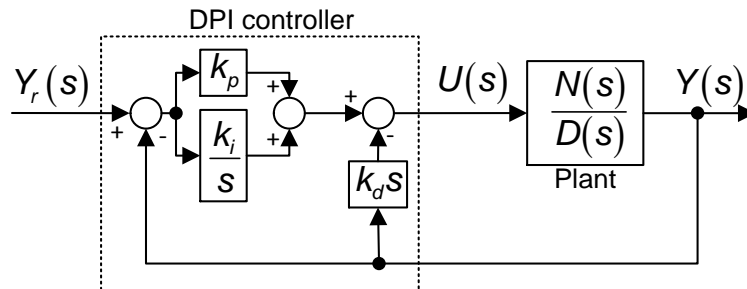 DPI controller
Y_r(s)
k_p
U(s)
N(s)
D(s)
Y(s)
+
+
+
-
+
-
k_i
s
+
k_d s
Plant